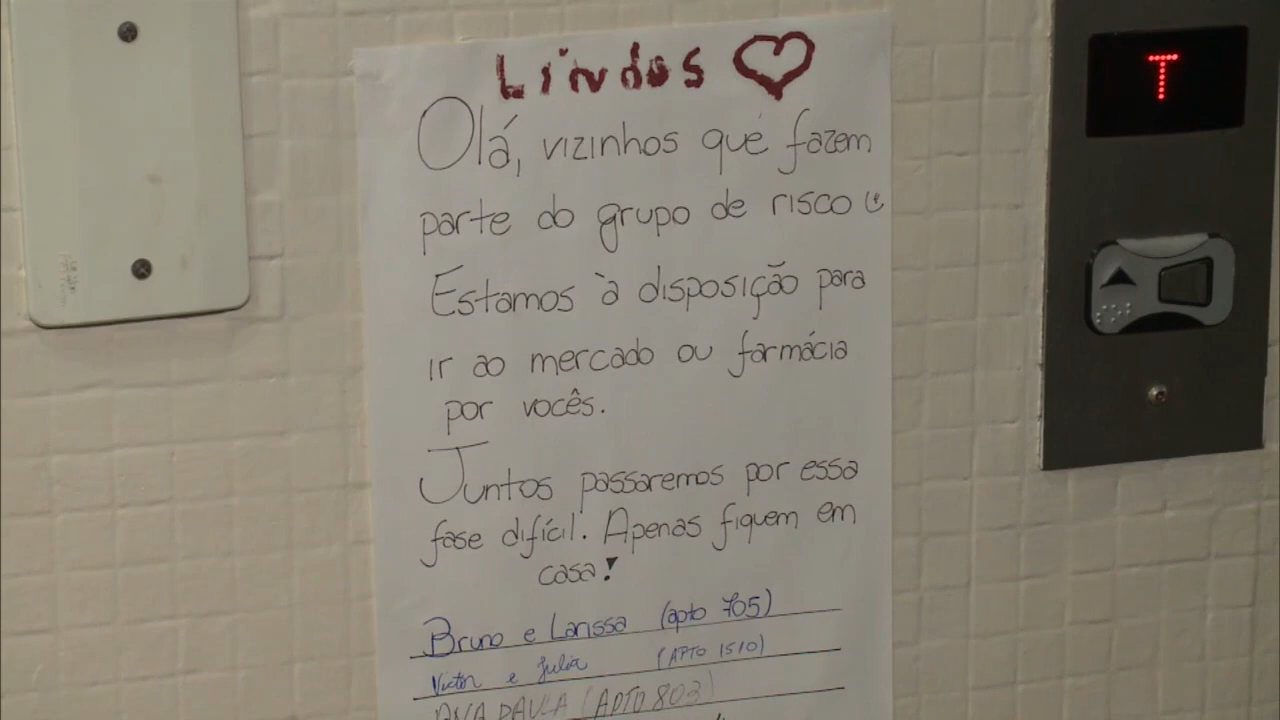 Lindos
Olá, vizinhos que fazem
parte do grupo de risco
Estamos à disposição para
ir ao mercado ou farmácia
por vocês.
Juntos passaremos por essa
fase difícil. Apenas fiquem em
casa!
Bruno e Larissa (apto 705)
Victor e Julia (APTO 1510)
ANA PAULA (APTO 803)
T